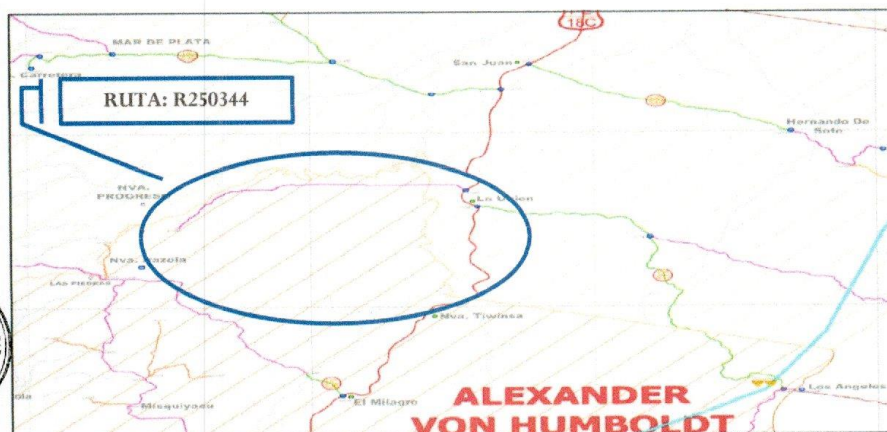 18C
MAR DE PLATA
San Juan
Carretera
RUTA: R250344
Hernando De
Soto
NVA.
PROGRESO
La Union
Nva. Bazola
LAS PIEDRAS
Nva. Tiwinsa
Misquiyacu
El Milagro
Los Angeles
ALEXANDER
VON HUMBOLDT